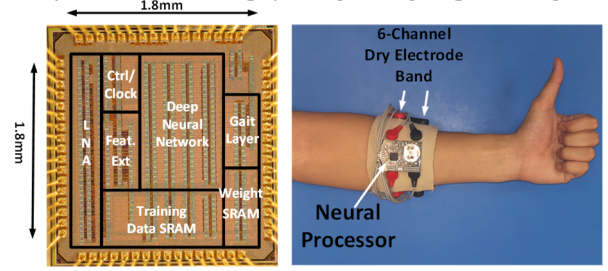 1.8mm
1.8mm
LNA
Ctrl/
Clock
Feat.
Ext
Deep
Neural
Network
Gait
Layer
Weight
SRAM
Training
Data SRAM
6-Channel
Dry Electrode
Band
Neural
Processor